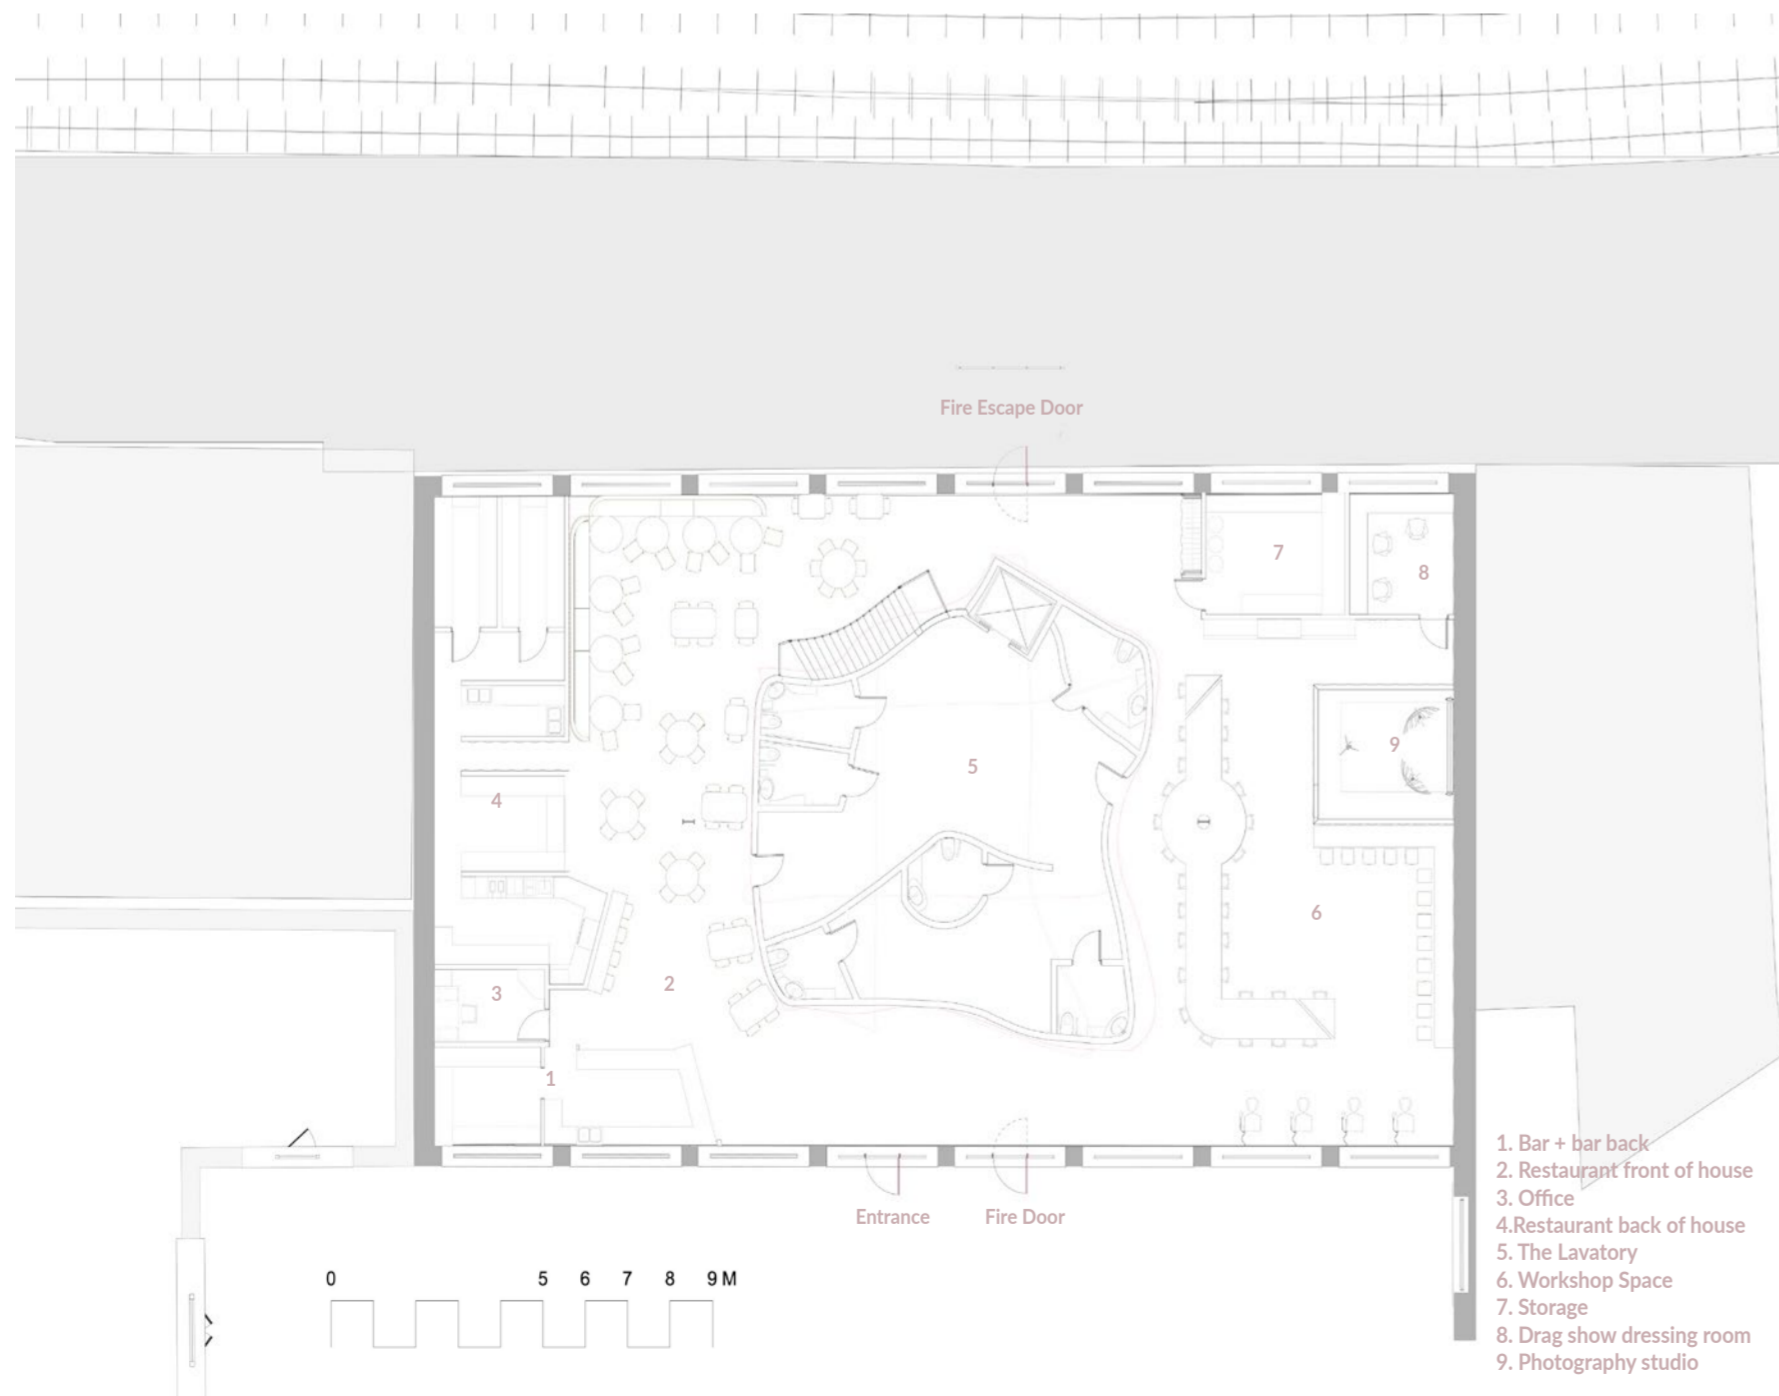 Fire Escape Door
7
8
9
5
4
6
2
3
1
Entrance
Fire Door
0 5 6 7 8 9 M
1. Bar + bar back
2. Restaurant front of house
3. Office
4.Restaurant back of house
5. The Lavatory
6. Workshop Space
7. Storage
8. Drag show dressing room
9. Photography studio